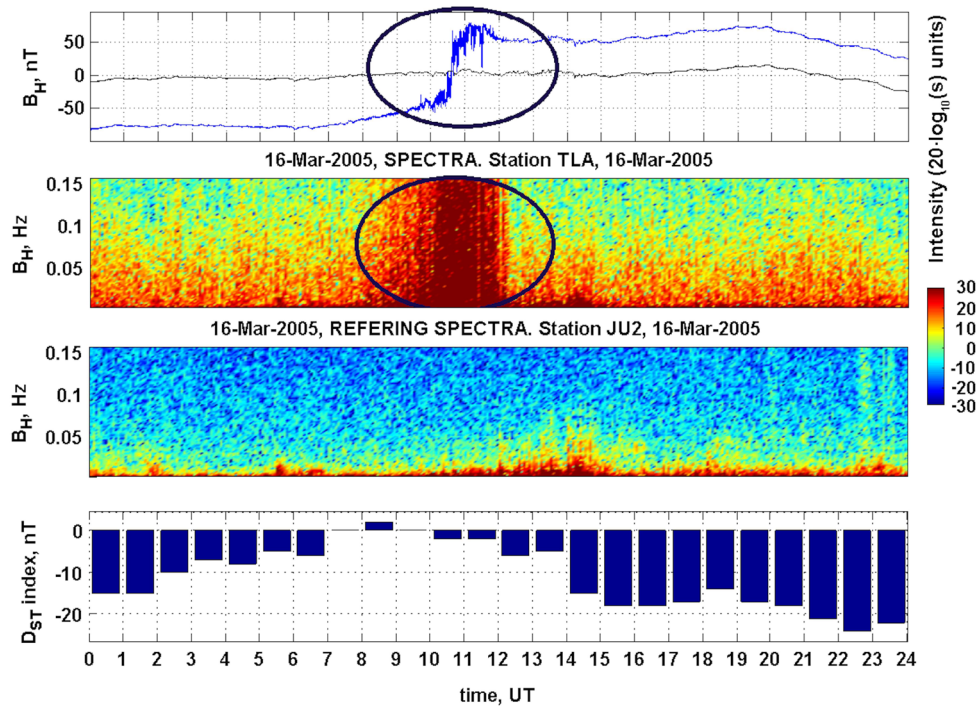 50
0
-50
B_H, nT
16-Mar-2005, SPECTRA. Station TLA, 16-Mar-2005
0.15
0.1
0.05
B_H, Hz
16-Mar-2005, REFERING SPECTRA. Station JU2, 16-Mar-2005
0.15
0.1
0.05
B_H, Hz
Intensity (20·log₁₀(s) units)
30
20
10
0
-10
-20
-30
0
-10
-20
D_ST index, nT
0 1 2 3 4 5 6 7 8 9 10 11 12 13 14 15 16 17 18 19 20 21 22 23 24
time, UT